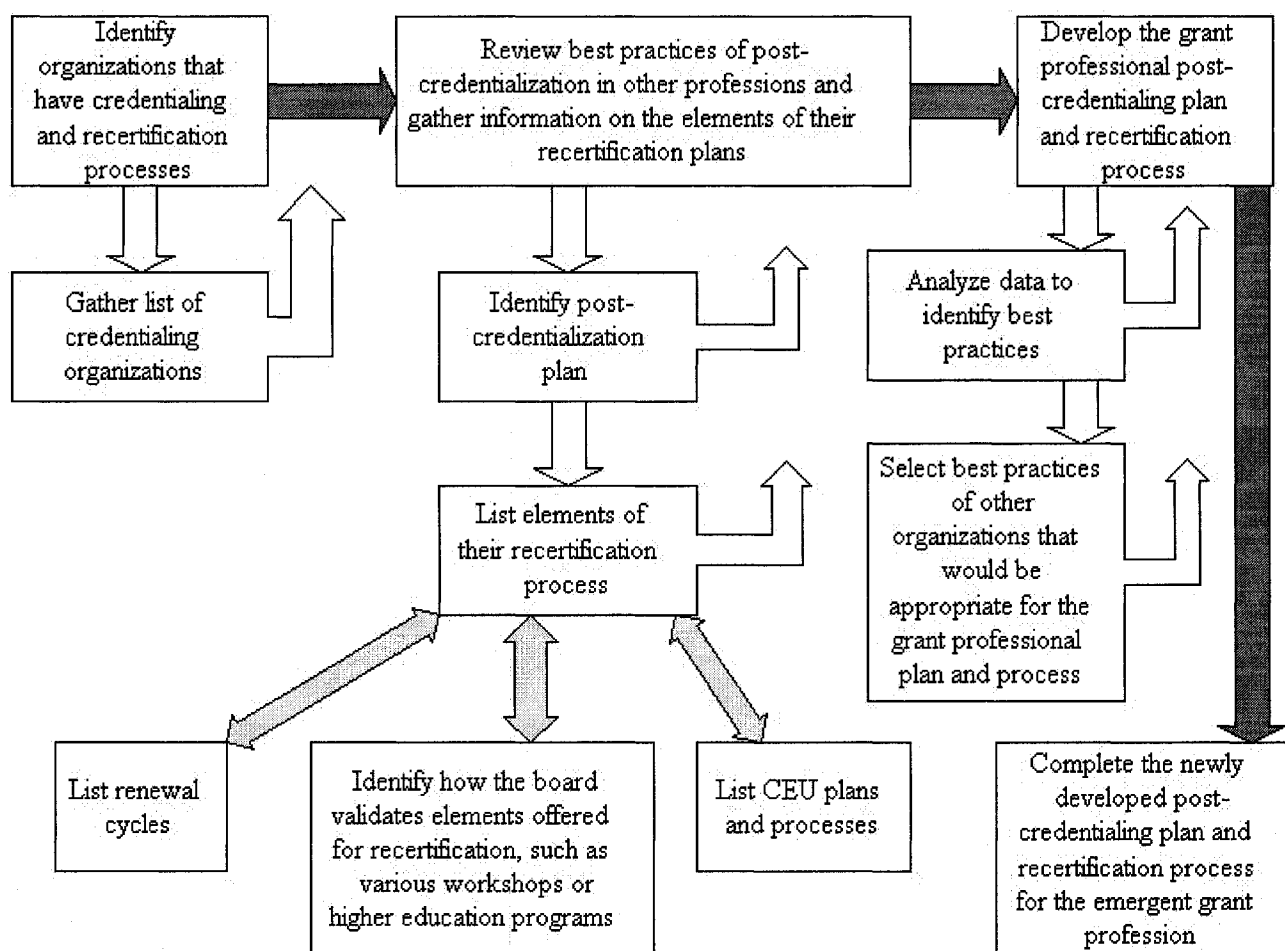 Identify
organizations that
have credentialing
and recertification
processes
Review best practices of post-
credentialization in other professions and
gather information on the elements of their
recertification plans
Develop the grant
professional post-
credentialing plan
and recertification
process
Gather list of
credentialing
organizations
Identify post-
credentialization
plan
Analyze data to
identify best
practices
List elements of
their recertification
process
Select best practices
of other
organizations that
would be
appropriate for the
grant professional
plan and process
List renewal
cycles
Identify how the board
validates elements offered
for recertification, such as
various workshops or
higher education programs
List CEU plans
and processes
Complete the newly
developed post-
credentialing plan and
recertification process
for the emergent grant
profession